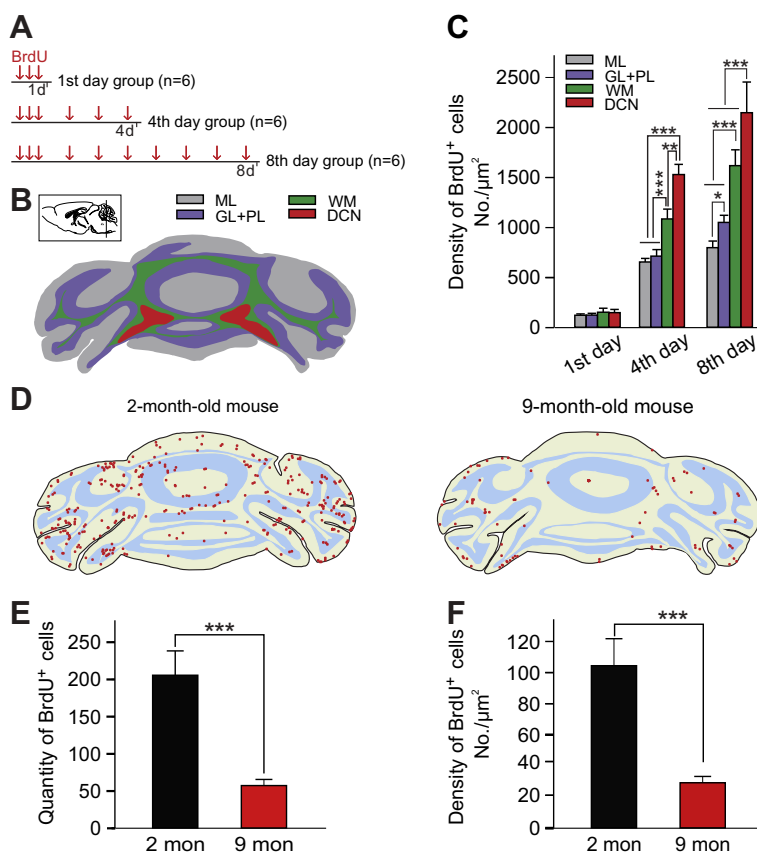 A
BrdU
1d
1st day group (n=6)
4d
4th day group (n=6)
8d
8th day group (n=6)
B
ML
WM
GL+PL
DCN
C
Density of BrdU⁺ cells
No./µm²
ML
GL+PL
WM
DCN
2500
2000
1500
1000
500
0
***
**
***
***
***
*
1st day
4th day
8th day
D
2-month-old mouse
9-month-old mouse
E
Quantity of BrdU⁺ cells
250
200
150
100
50
0
***
2 mon
9 mon
F
Density of BrdU⁺ cells
No./µm²
120
100
80
60
40
20
0
***
2 mon
9 mon